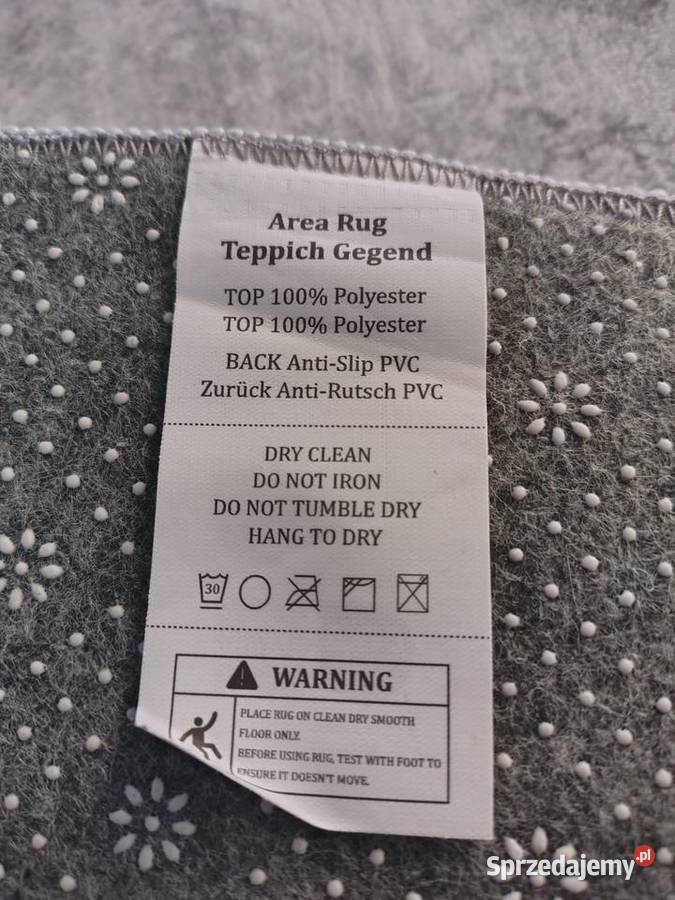 Area Rug
Teppich Gegend
TOP 100% Polyester
TOP 100% Polyester
BACK Anti-Slip PVC
Zurück Anti-Rutsch PVC
DRY CLEAN
DO NOT IRON
DO NOT TUMBLE DRY
HANG TO DRY
30
WARNING
PLACE RUG ON CLEAN DRY SMOOTH
FLOOR ONLY.
BEFORE USING RUG, TEST WITH FOOT TO
ENSURE IT DOESN'T MOVE.
Sprzedajemy.pl